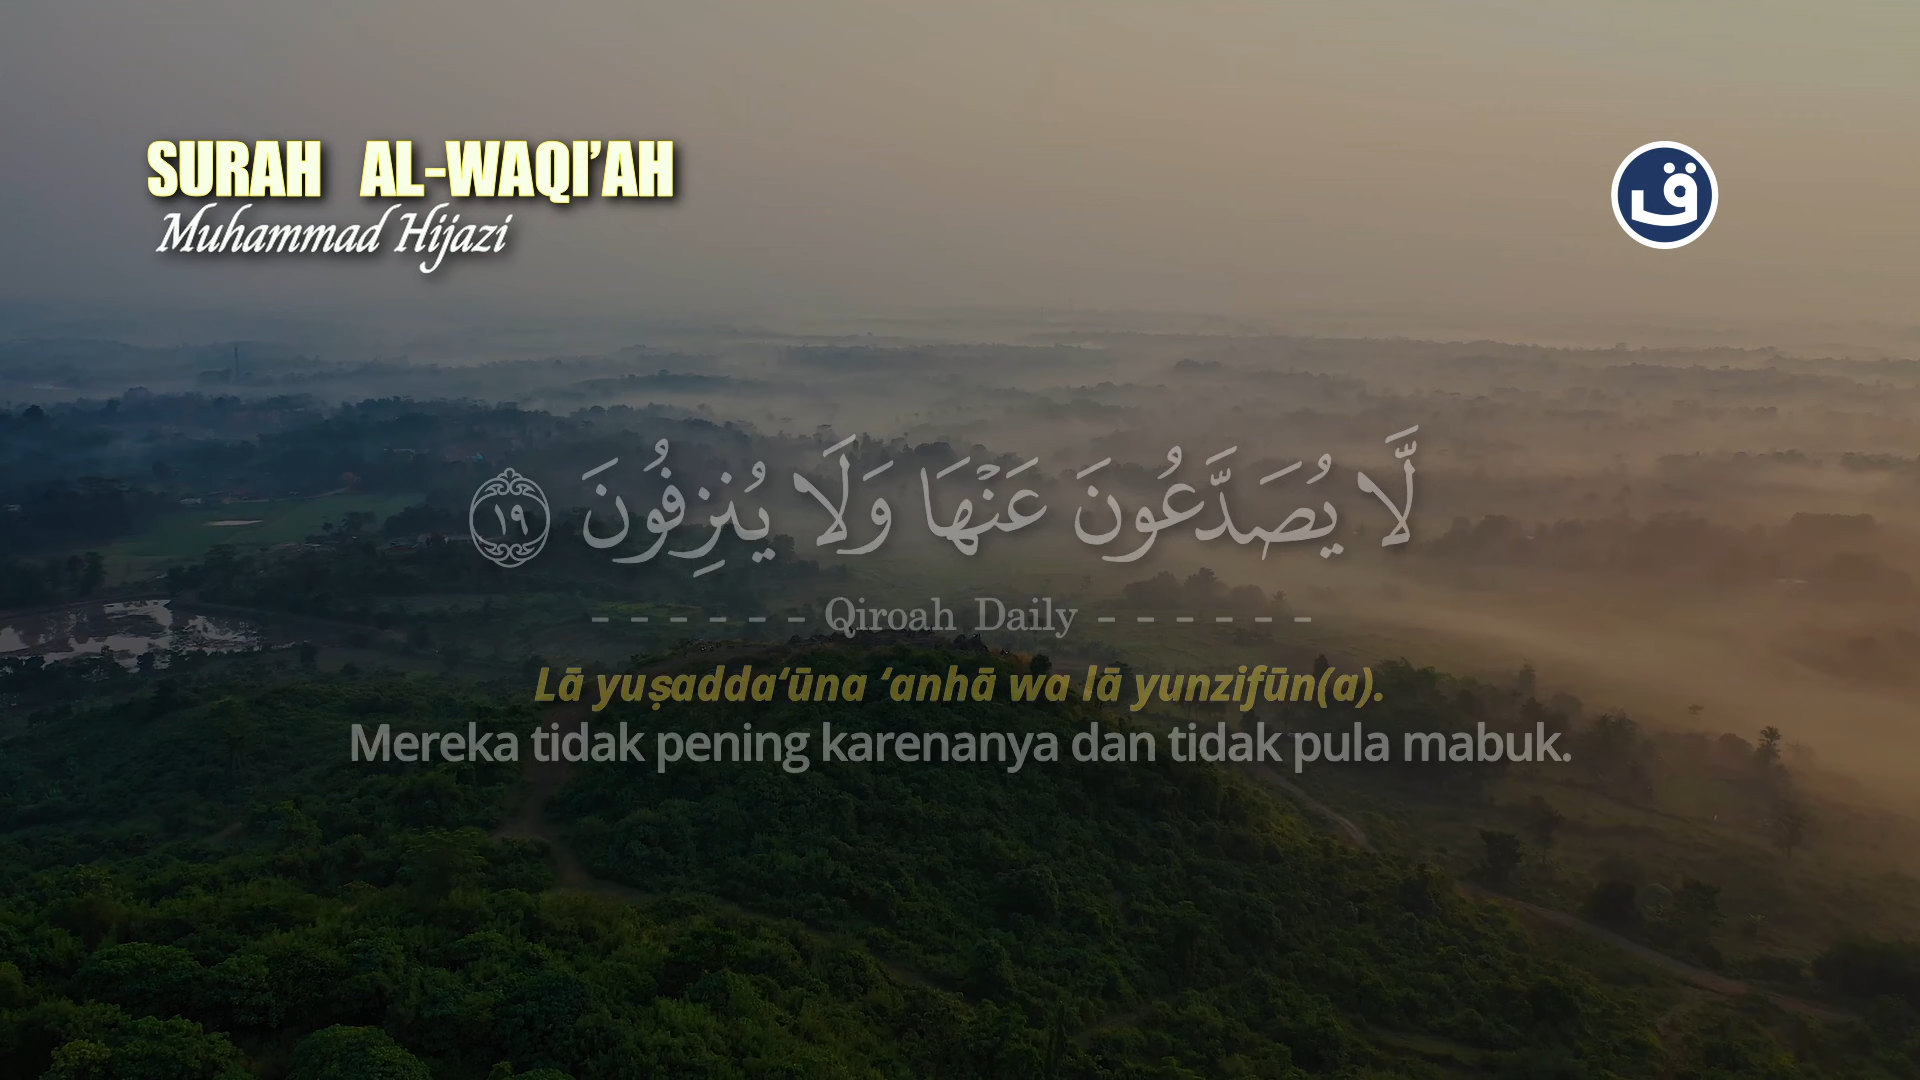 SURAH AL-WAQI’AH
Muhammad Hijazi
ق
لَّا يُصَدَّعُونَ عَنْهَا وَلَا يُنزِفُونَ ١٩
- - - - - - Qiroah Daily - - - - - -
Lā yuṣadda‘ūna ‘anhā wa lā yunzifūn(a).
Mereka tidak pening karenanya dan tidak pula mabuk.